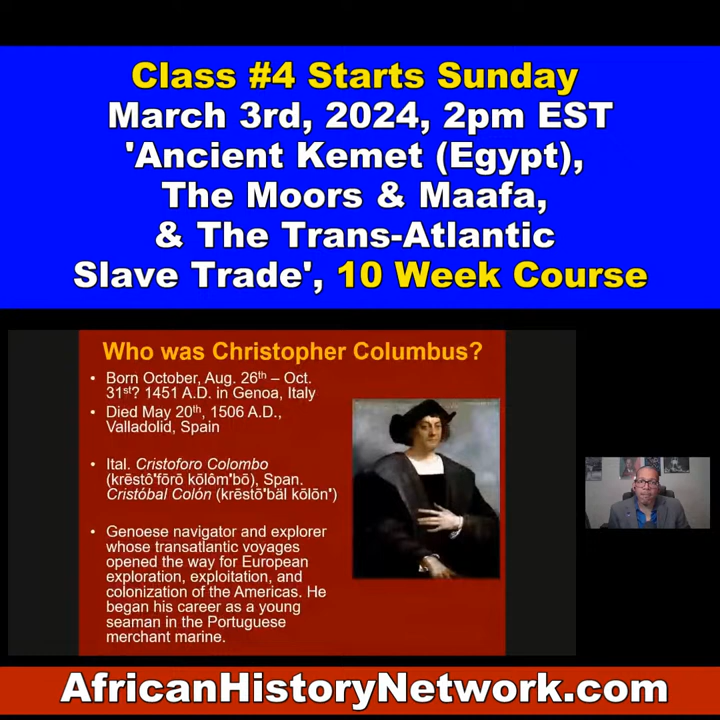 Class #4 Starts Sunday
March 3rd, 2024, 2pm EST
'Ancient Kemet (Egypt),
The Moors & Maafa,
& The Trans-Atlantic
Slave Trade', 10 Week Course
Who was Christopher Columbus?
• Born October, Aug. 26th – Oct.
31st? 1451 A.D. in Genoa, Italy
• Died May 20th, 1506 A.D.,
Valladolid, Spain
• Ital. Cristoforo Colombo
(krēstô'fōrō kōlôm'bō), Span.
Cristóbal Colón (krēstō'bäl kōlōn')
• Genoese navigator and explorer
whose transatlantic voyages
opened the way for European
exploration, exploitation, and
colonization of the Americas. He
began his career as a young
seaman in the Portuguese
merchant marine.
AfricanHistoryNetwork.com